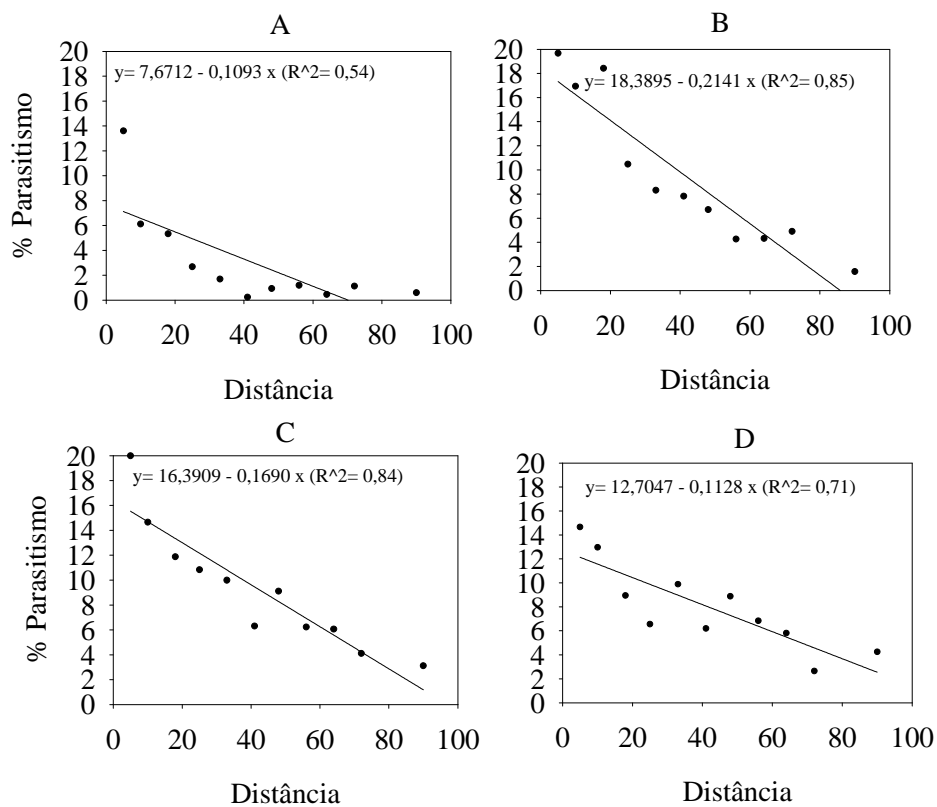 A
B
20
18
16
14
12
10
8
6
4
2
0
y= 7,6712 - 0,1093 x (R^2= 0,54)
% Parasitismo
0 20 40 60 80 100
Distância
20
18
16
14
12
10
8
6
4
2
0
y= 18,3895 - 0,2141 x (R^2= 0,85)
0 20 40 60 80 100
Distância
C
D
20
18
16
14
12
10
8
6
4
2
0
y= 16,3909 - 0,1690 x (R^2= 0,84)
% Parasitismo
0 20 40 60 80 100
Distância
20
18
16
14
12
10
8
6
4
2
0
y= 12,7047 - 0,1128 x (R^2= 0,71)
0 20 40 60 80 100
Distância